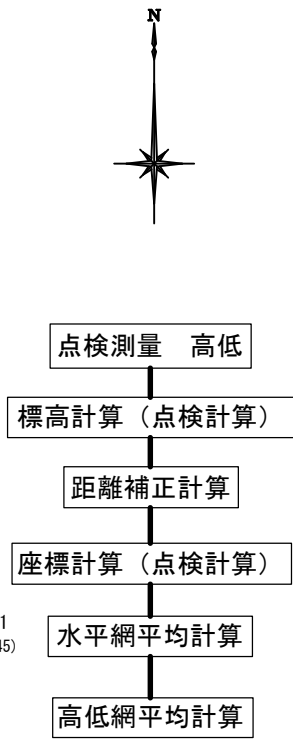 N
点検測量　高低
標高計算（点検計算）
距離補正計算
座標計算（点検計算）
1
45)
水平網平均計算
高低網平均計算